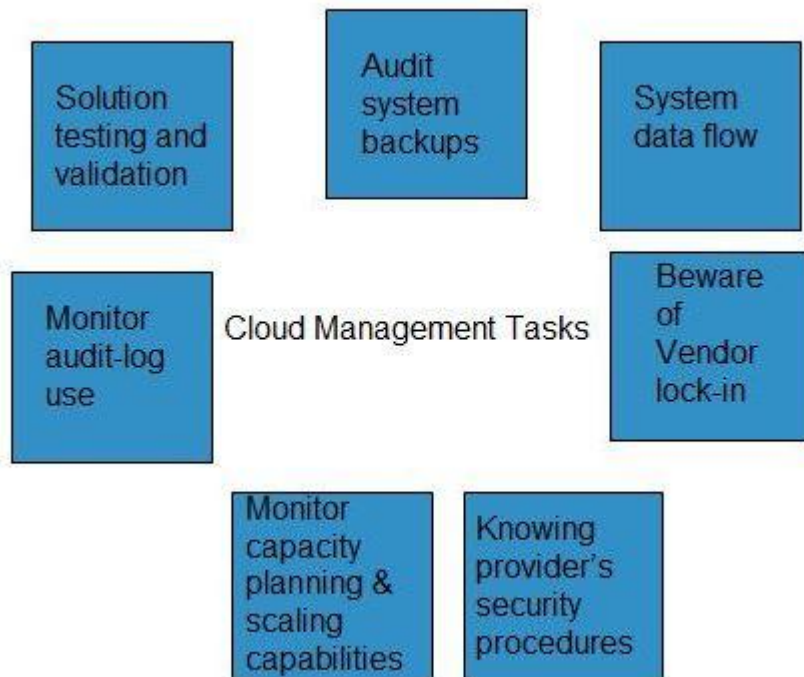 Solution
testing and
validation
Audit
system
backups
System
data flow
Monitor
audit-log
use
Cloud Management Tasks
Beware
of
Vendor
lock-in
Monitor
capacity
planning &
scaling
capabilities
Knowing
provider’s
security
procedures